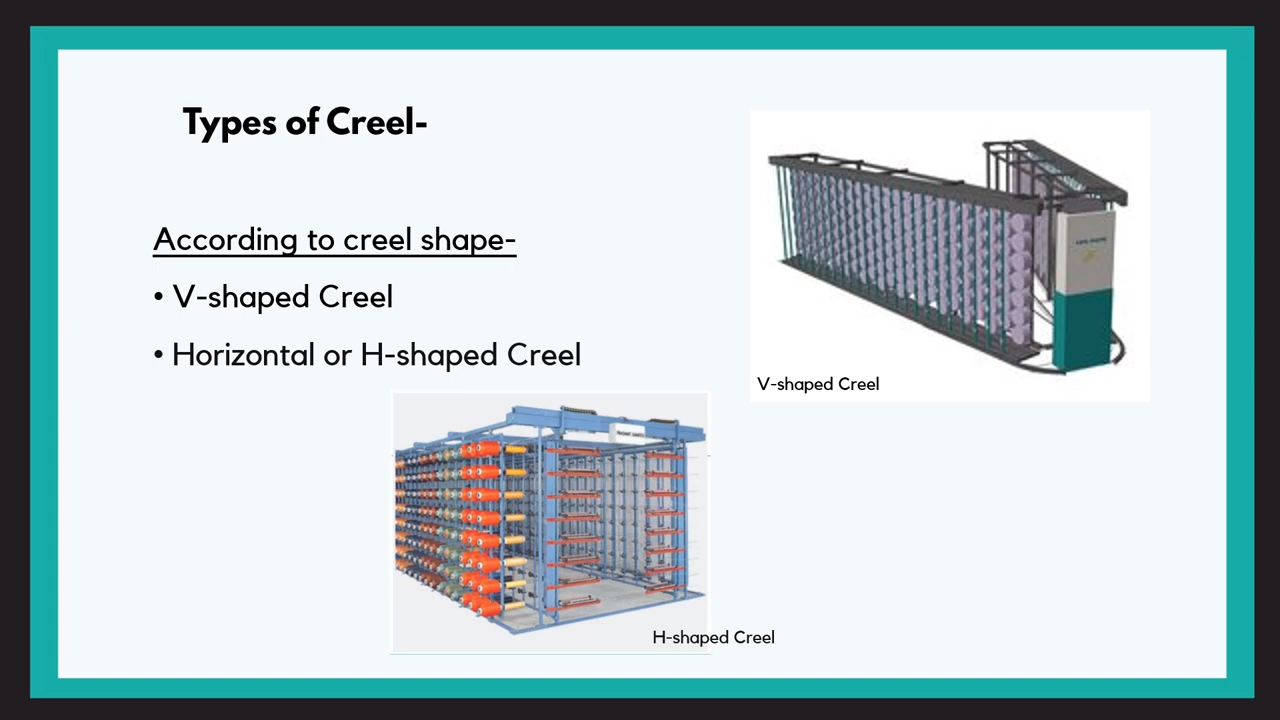 Types of Creel-
According to creel shape-
• V-shaped Creel
• Horizontal or H-shaped Creel
V-shaped Creel
H-shaped Creel